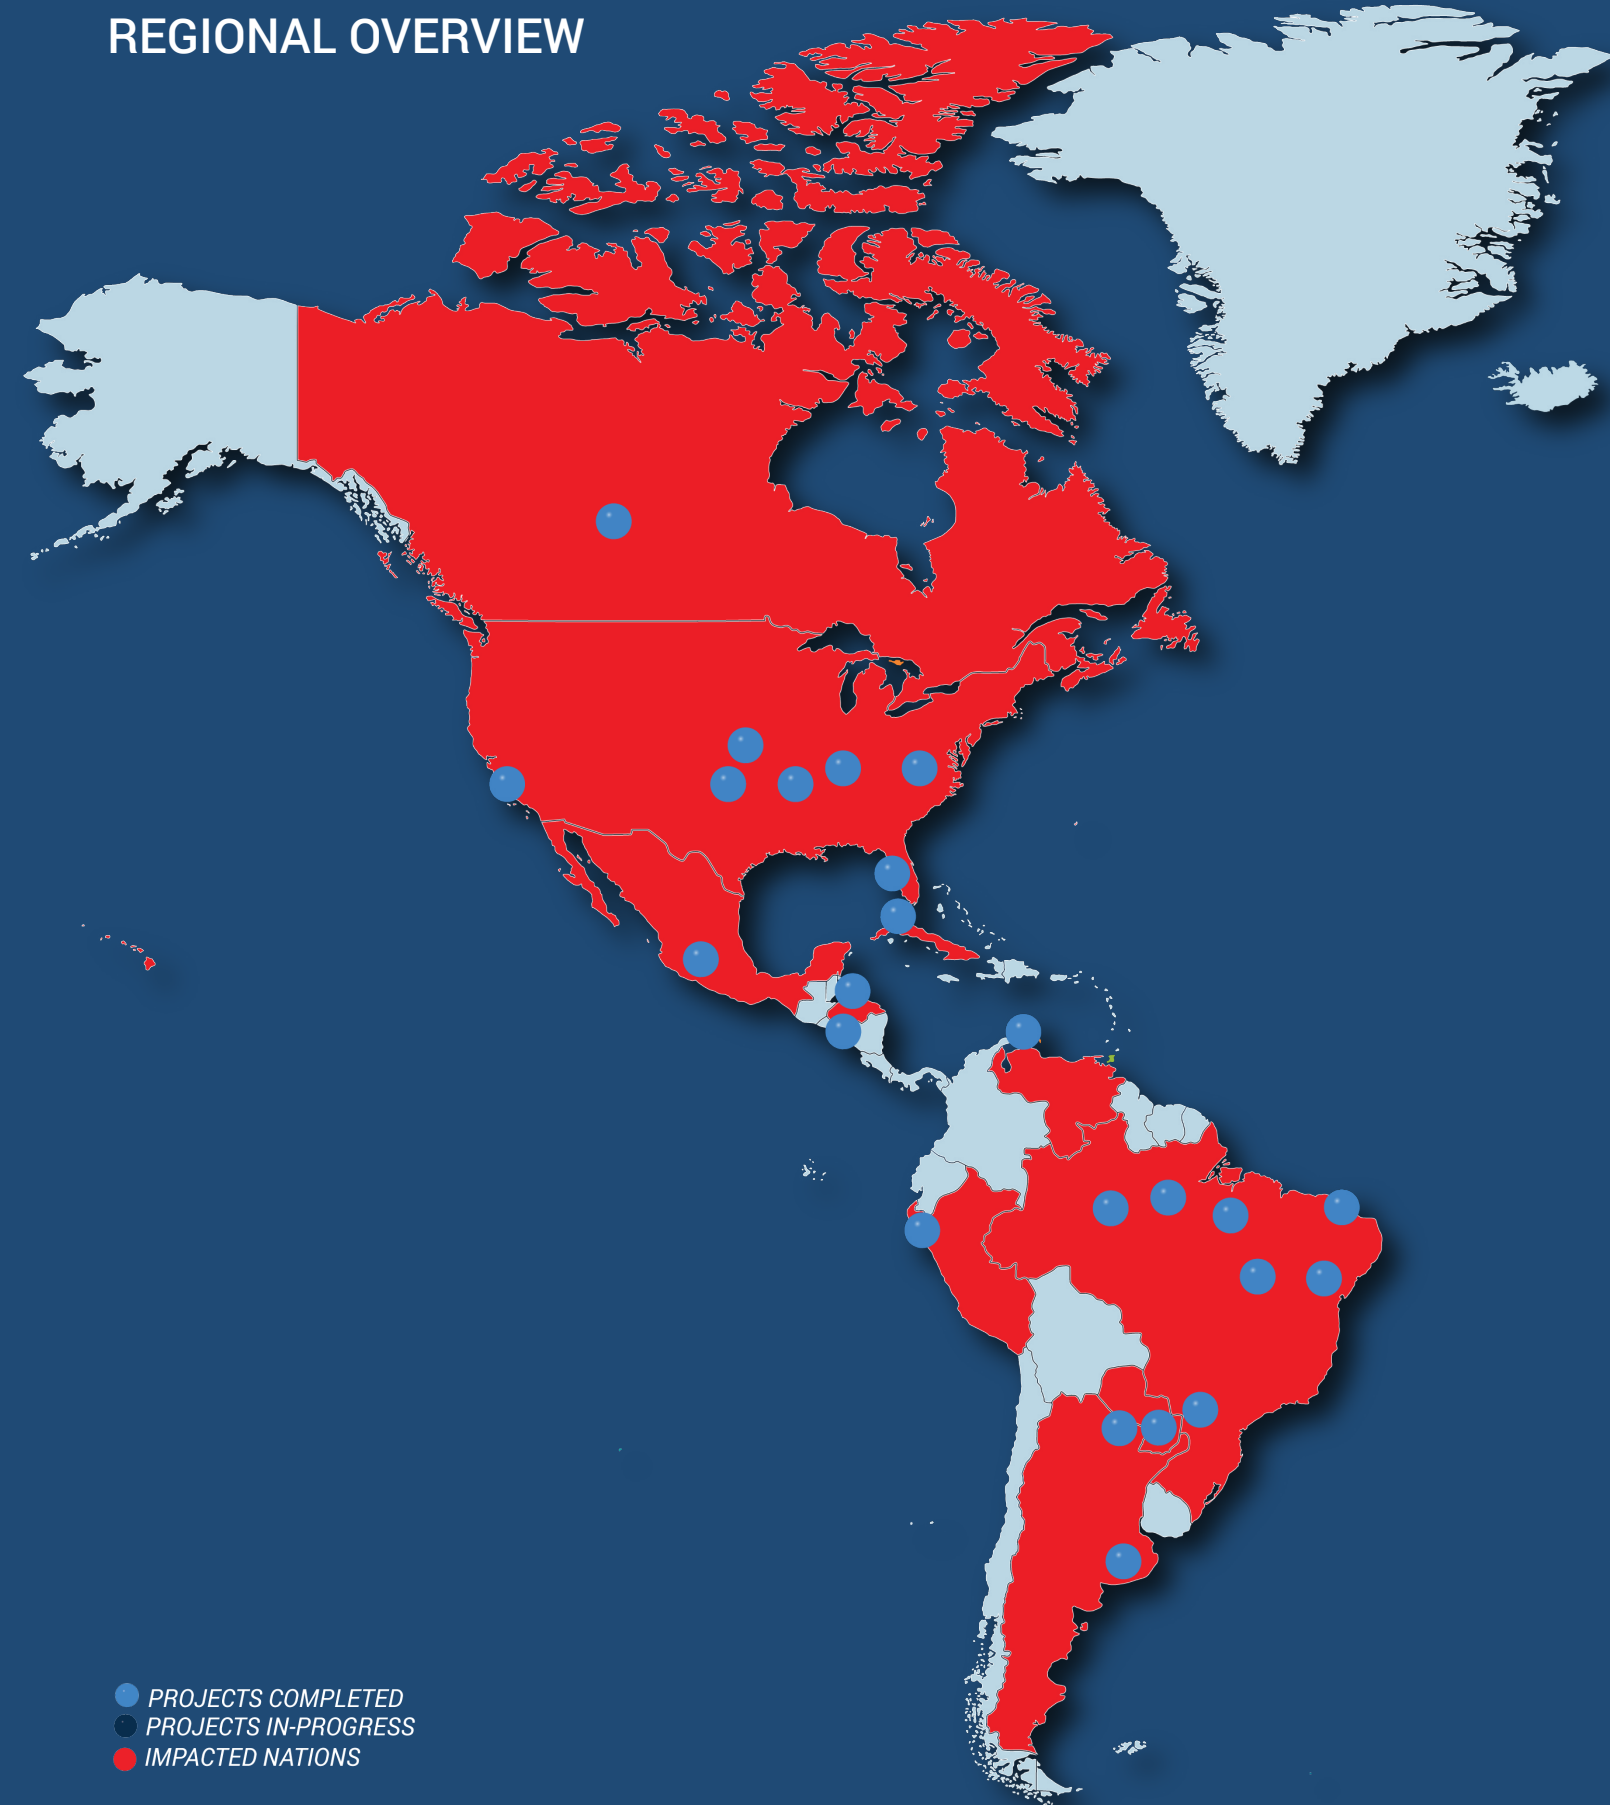 REGIONAL OVERVIEW
PROJECTS COMPLETED
PROJECTS IN-PROGRESS
IMPACTED NATIONS